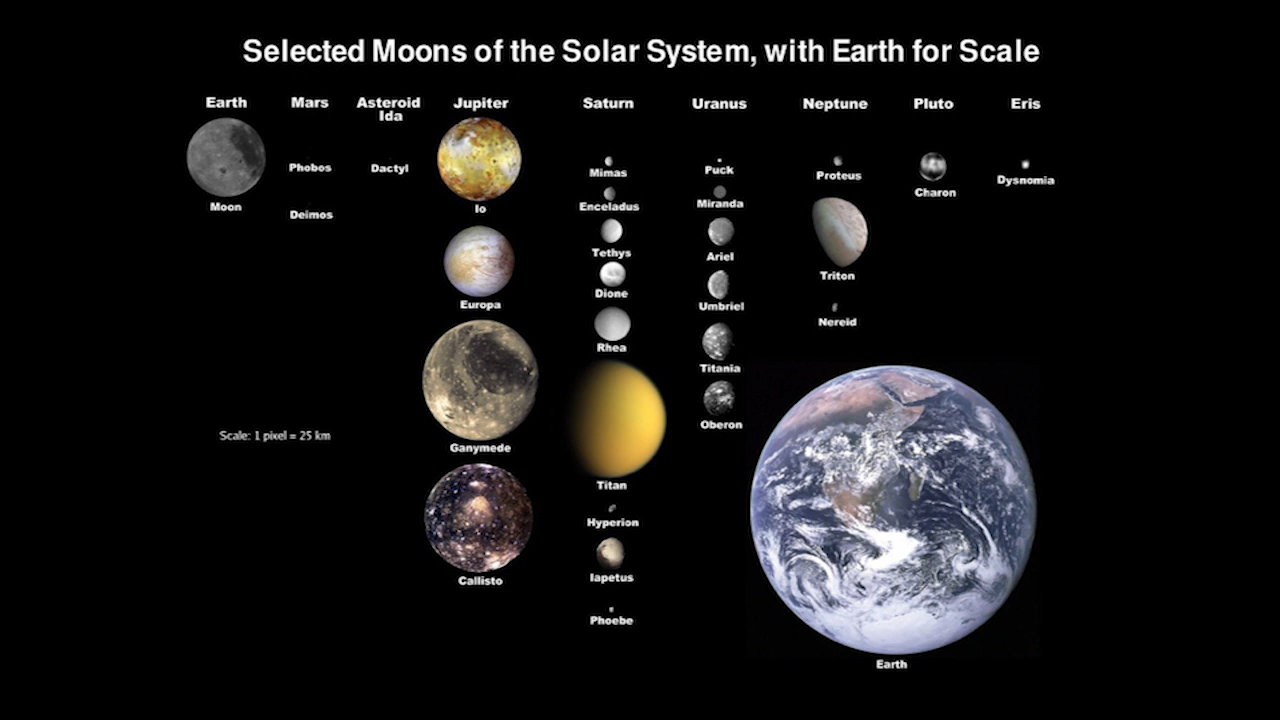 Selected Moons of the Solar System, with Earth for Scale
Earth
Mars
Asteroid
Ida
Jupiter
Saturn
Uranus
Neptune
Pluto
Eris
Moon
Phobos
Deimos
Dactyl
Io
Europa
Ganymede
Callisto
Mimas
Enceladus
Tethys
Dione
Rhea
Titan
Hyperion
Iapetus
Phoebe
Puck
Miranda
Ariel
Umbriel
Titania
Oberon
Proteus
Triton
Nereid
Charon
Dysnomia
Scale: 1 pixel = 25 km
Earth